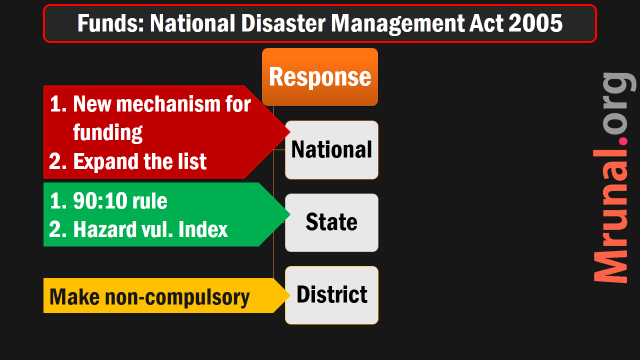 Funds: National Disaster Management Act 2005
Response
1. New mechanism for
funding
2. Expand the list
National
1. 90:10 rule
2. Hazard vul. Index
State
Make non-compulsory
District
Mrunal.org